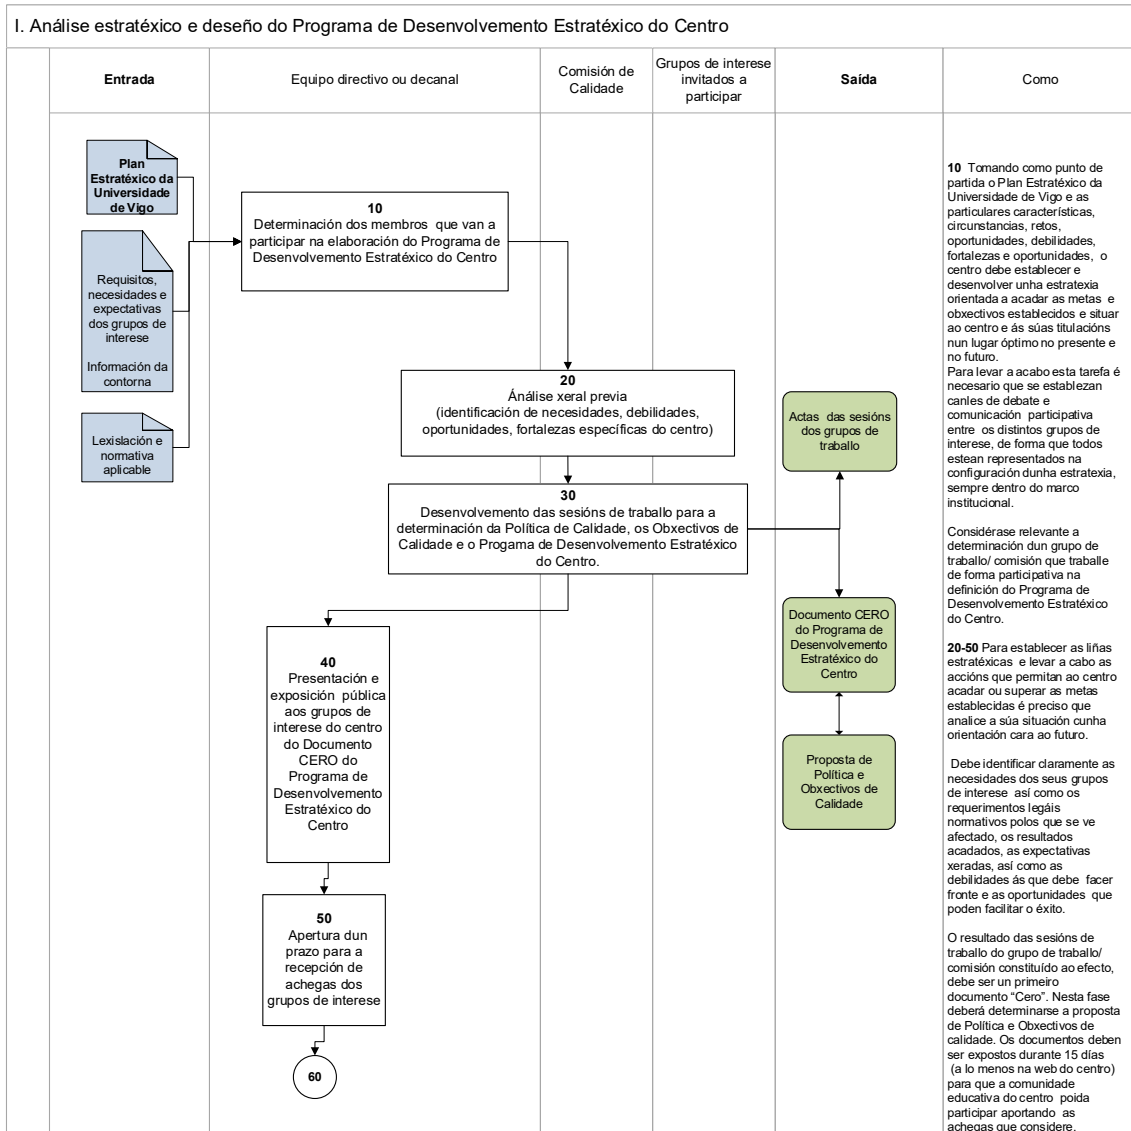 I. Análise estratéxico e deseño do Programa de Desenvolvemento Estratéxico do Centro
Entrada
Equipo directivo ou decanal
Comisión de
Calidade
Grupos de interese
invitados a
participar
Saída
Como
Plan
Estratéxico da
Universidade
de Vigo
Requisitos,
necesidades e
expectativas
dos grupos de
interese
Información da
contorna
Lexislación e
normativa
aplicable
10
Determinación dos membros que van a
participar na elaboración do Programa de
Desenvolvemento Estratéxico do Centro
20
Ánálise xeral previa
(identificación de necesidades, debilidades,
oportunidades, fortalezas específicas do centro)
30
Desenvolvemento das sesións de traballo para a
determinación da Política de Calidade, os Obxectivos de
Calidade e o Progama de Desenvolvemento Estratéxico
do Centro.
40
Presentación e
exposición pública
aos grupos de
interese do centro
do Documento
CERO do
Programa de
Desenvolvemento
Estratéxico do
Centro
50
Apertura dun
prazo para a
recepción de
achegas dos
grupos de interese
60
Actas das sesións
dos grupos de
traballo
Documento CERO
do Programa de
Desenvolvemento
Estratéxico do
Centro
Proposta de
Política e
Obxectivos de
Calidade
10 Tomando como punto de
partida o Plan Estratéxico da
Universidade de Vigo e as
particulares características,
circunstancias, retos,
oportunidades, debilidades,
fortalezas e oportunidades, o
centro debe establecer e
desenvolver unha estratexia
orientada a acadar as metas e
obxectivos establecidos e situar
ao centro e ás súas titulacións
nun lugar óptimo no presente e
no futuro.
Para levar a acabo esta tarefa é
necesario que se establezan
canles de debate e
comunicación participativa
entre os distintos grupos de
interese, de forma que todos
estean representados na
configuración dunha estratexia,
sempre dentro do marco
institucional.
Considérase relevante a
determinación dun grupo de
traballo/ comisión que traballe
de forma participativa na
definición do Programa de
Desenvolvemento Estratéxico
do Centro.
20-50 Para establecer as liñas
estratéxicas e levar a cabo as
accións que permitan ao centro
acadar ou superar as metas
establecidas é preciso que
analice a súa situación cunha
orientación cara ao futuro.
Debe identificar claramente as
necesidades dos seus grupos
de interese así como os
requerimentos legáis
normativos polos que se ve
afectado, os resultados
acadados, as expectativas
xeradas, así como as
debilidades ás que debe facer
fronte e as oportunidades que
poden facilitar o éxito.
O resultado das sesións de
traballo do grupo de traballo/
comisión constituído ao efecto,
debe ser un primeiro
documento “Cero”. Nesta fase
deberá determinarse a proposta
de Política e Obxectivos de
calidade. Os documentos deben
ser expostos durante 15 días
(a lo menos na web do centro)
para que a comunidade
educativa do centro poida
participar aportando as
achegas que considere.